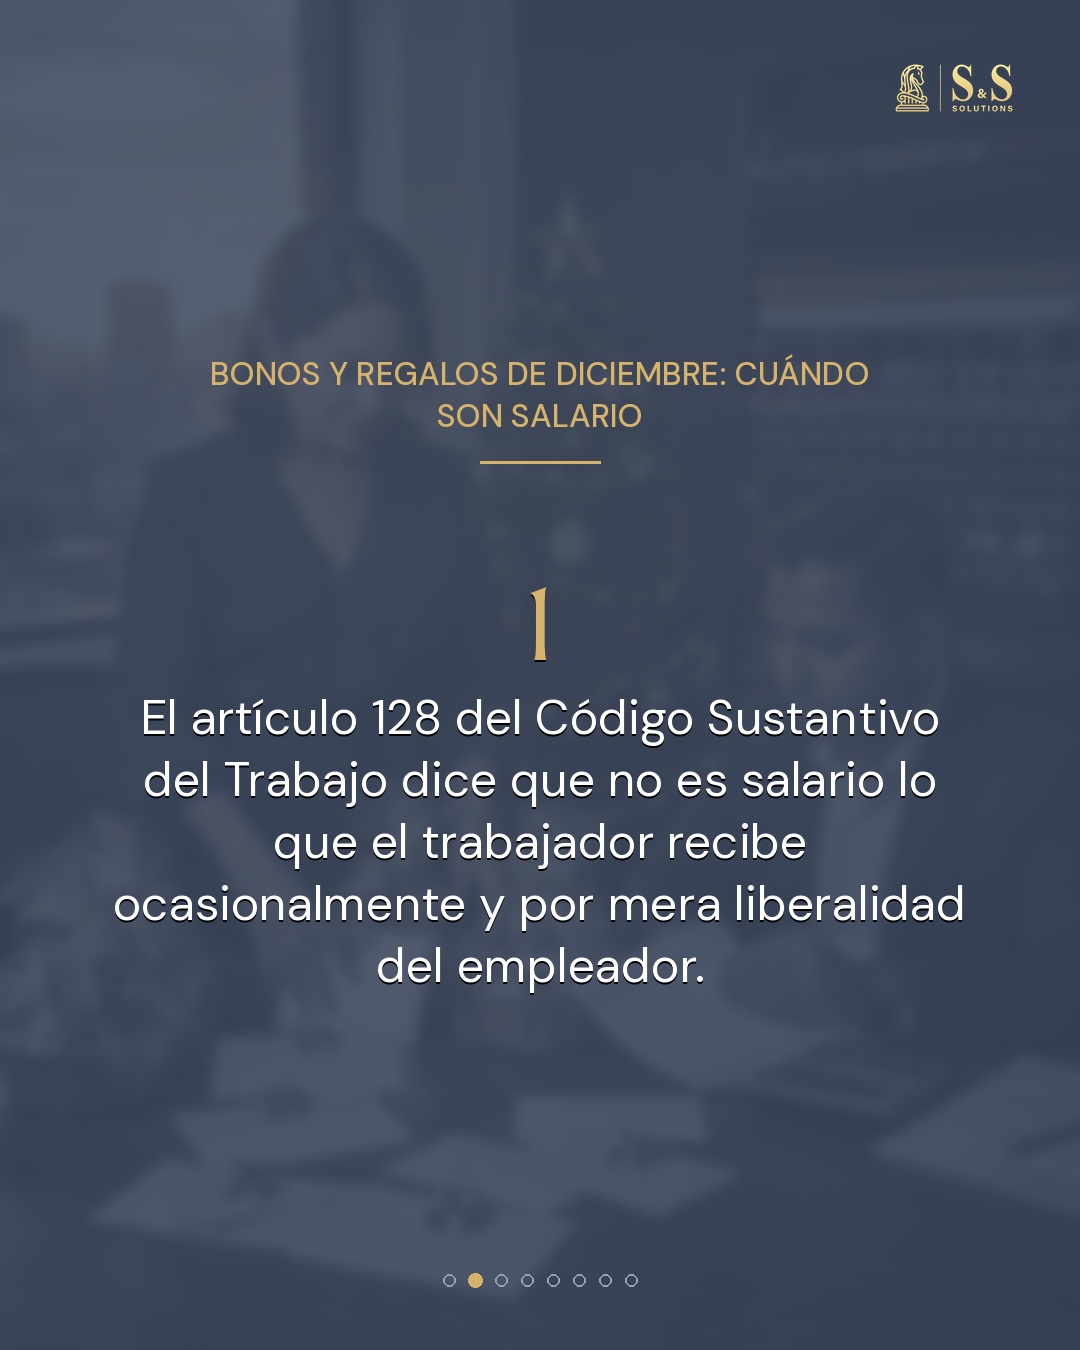 S&S
SOLUTIONS
BONOS Y REGALOS DE DICIEMBRE: CUÁNDO
SON SALARIO
1
El artículo 128 del Código Sustantivo
del Trabajo dice que no es salario lo
que el trabajador recibe
ocasionalmente y por mera liberalidad
del empleador.